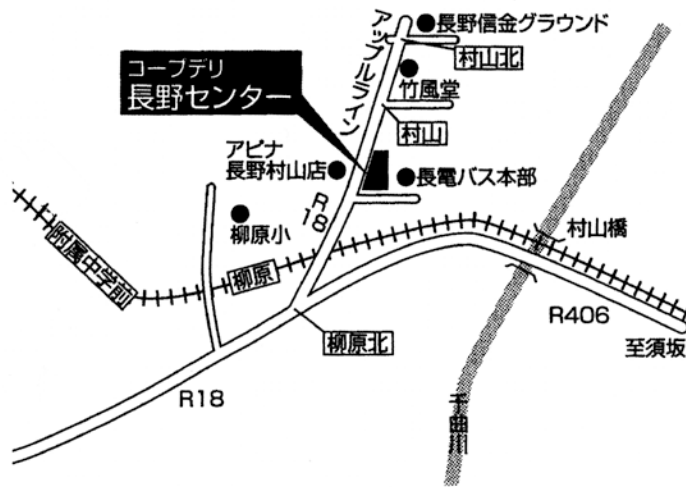 長野信金グラウンド
アップルライン
村山北
コープデリ
長野センター
竹風堂
村山
アピナ
長野村山店
長電バス本部
R18
柳原小
村山橋
附属中学前
柳原
R406
柳原北
至須坂
R18
千曲川